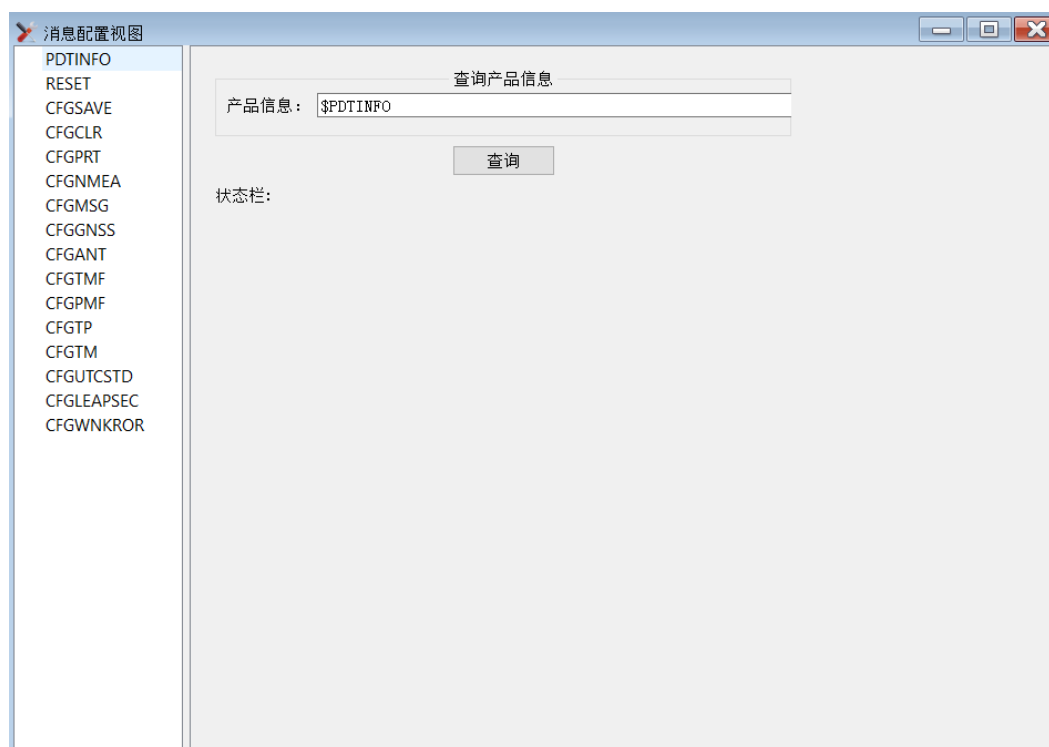 消息配置视图
PDTINFO
RESET
CFGSAVE
CFGCLR
CFGPRT
CFGNMEA
CFGMSG
CFGGNSS
CFGANT
CFGTMF
CFGPMF
CFGTP
CFGTM
CFGUTCSTD
CFGLEAPSEC
CFGWNKROR
查询产品信息
产品信息： $PDTINFO
查询
状态栏: